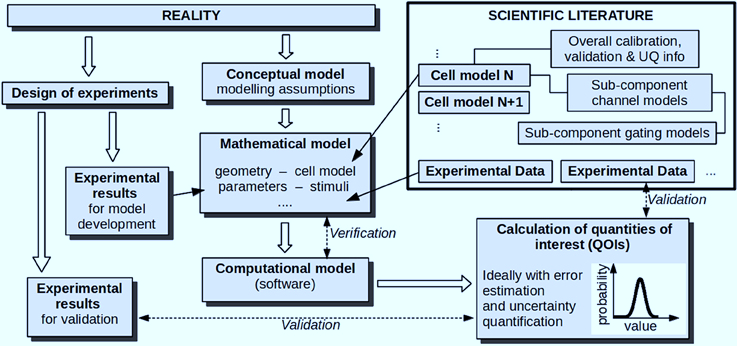 REALITY
SCIENTIFIC LITERATURE
Design of experiments
Conceptual model
modelling assumptions
Mathematical model
geometry – cell model
parameters – stimuli
....
Experimental
results
for model
development
Verification
Computational model
(software)
Experimental
results
for validation
Validation
⋮
Overall calibration,
validation & UQ info
Cell model N
Cell model N+1
⋮
Sub-component
channel models
Sub-component gating models
Experimental Data
Experimental Data
...
Validation
Calculation of quantities of
interest (QOIs)
Ideally with error
estimation
and uncertainty
quantification
probability
value